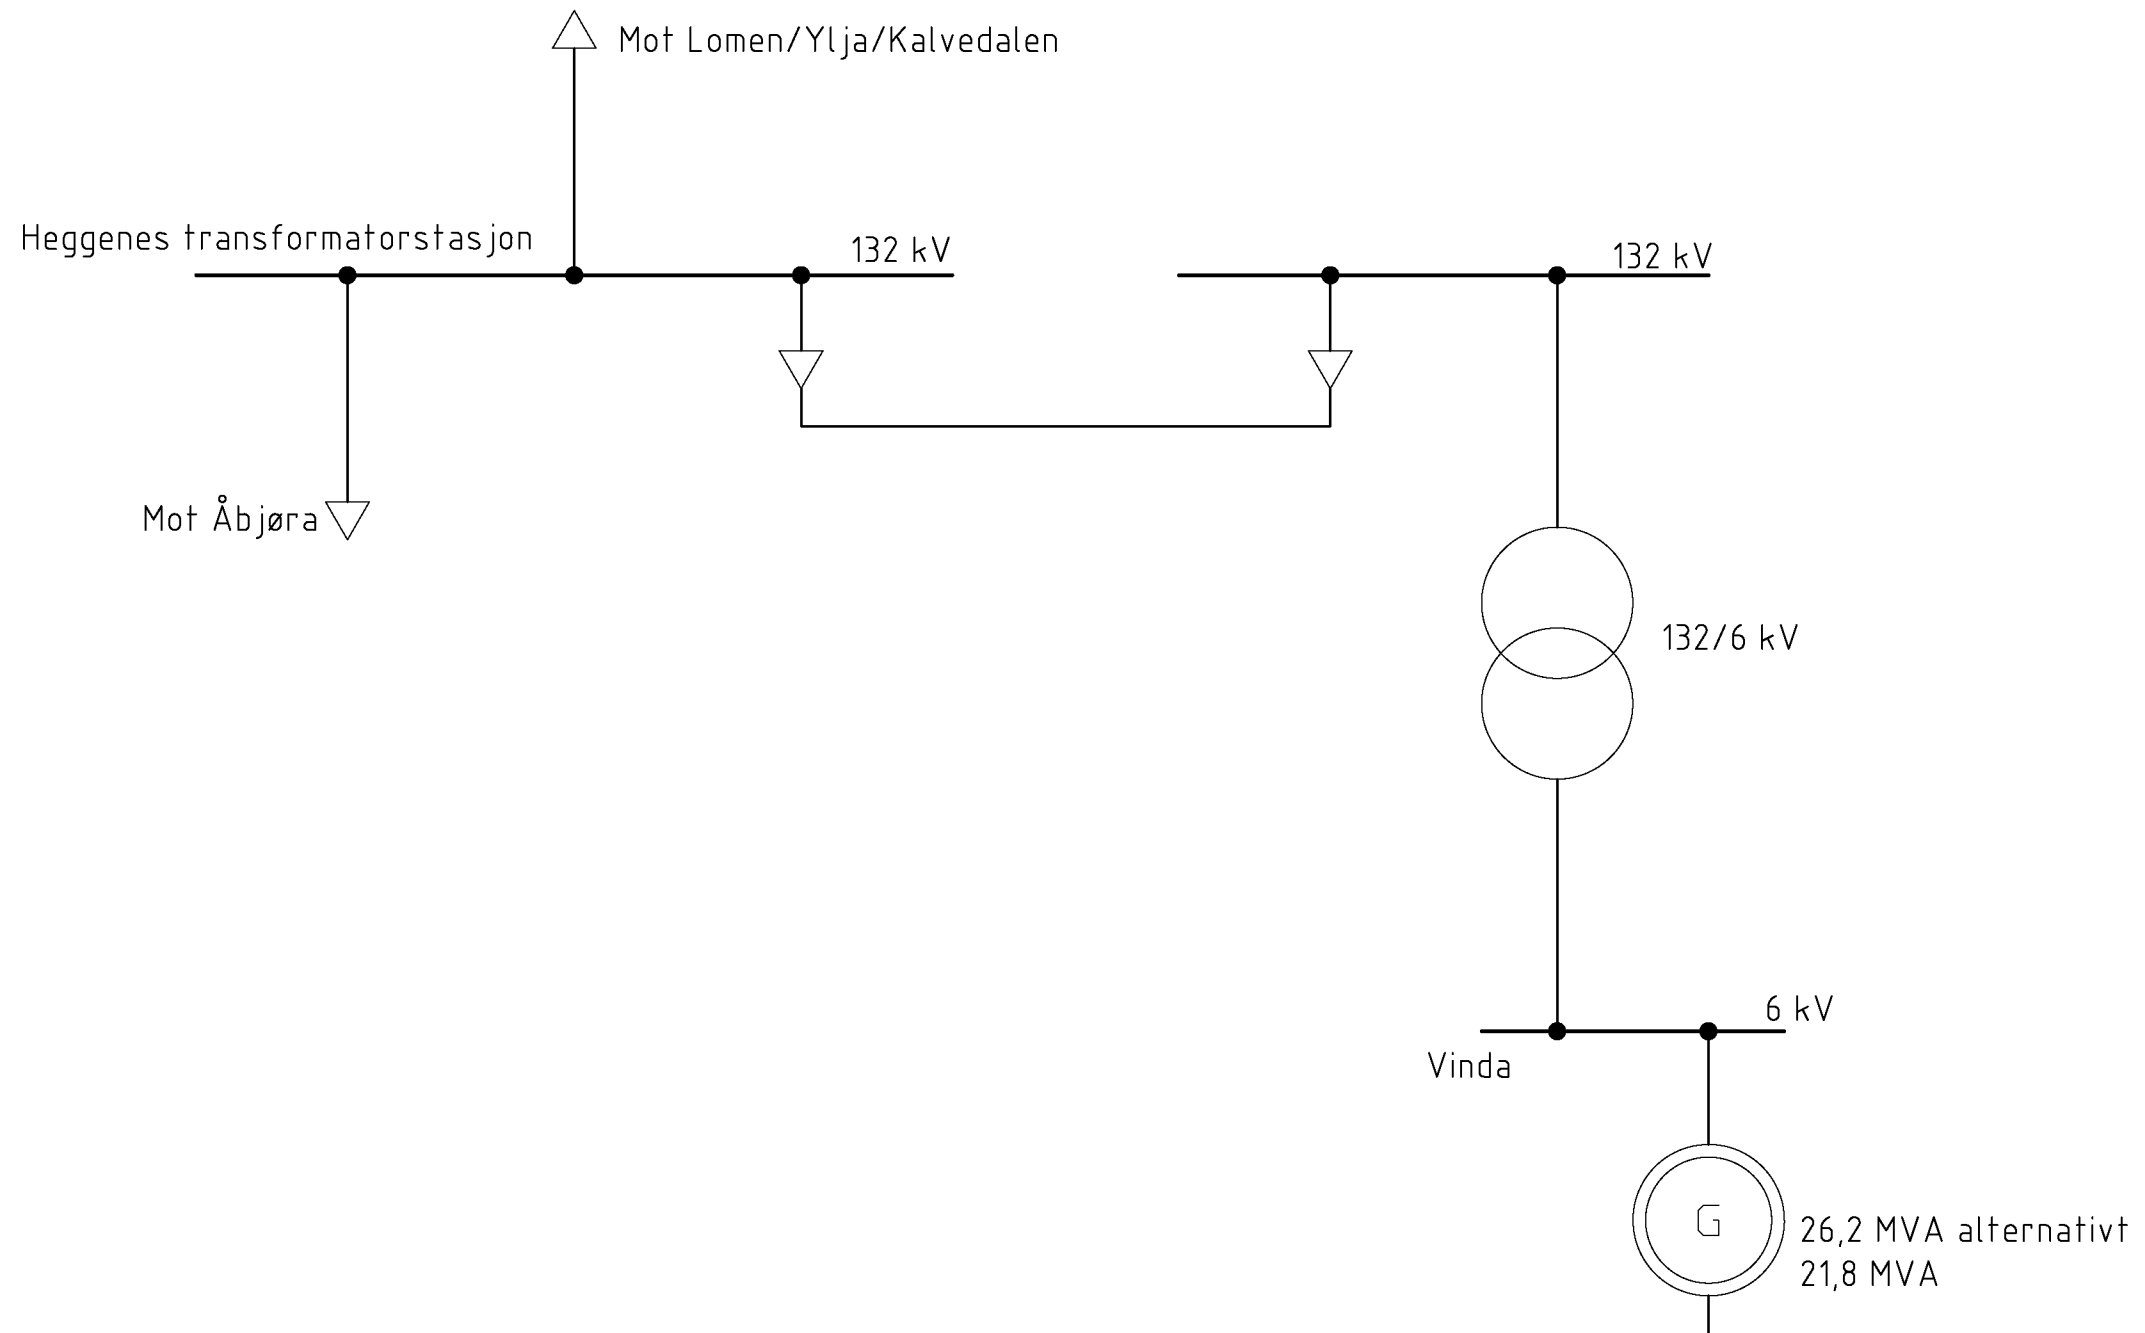 Mot Lomen/Ylja/Kalvedalen
Heggenes transformatorstasjon
132 kV
132 kV
Mot Åbjøra
132/6 kV
6 kV
Vinda
G
26,2 MVA alternativt
21,8 MVA